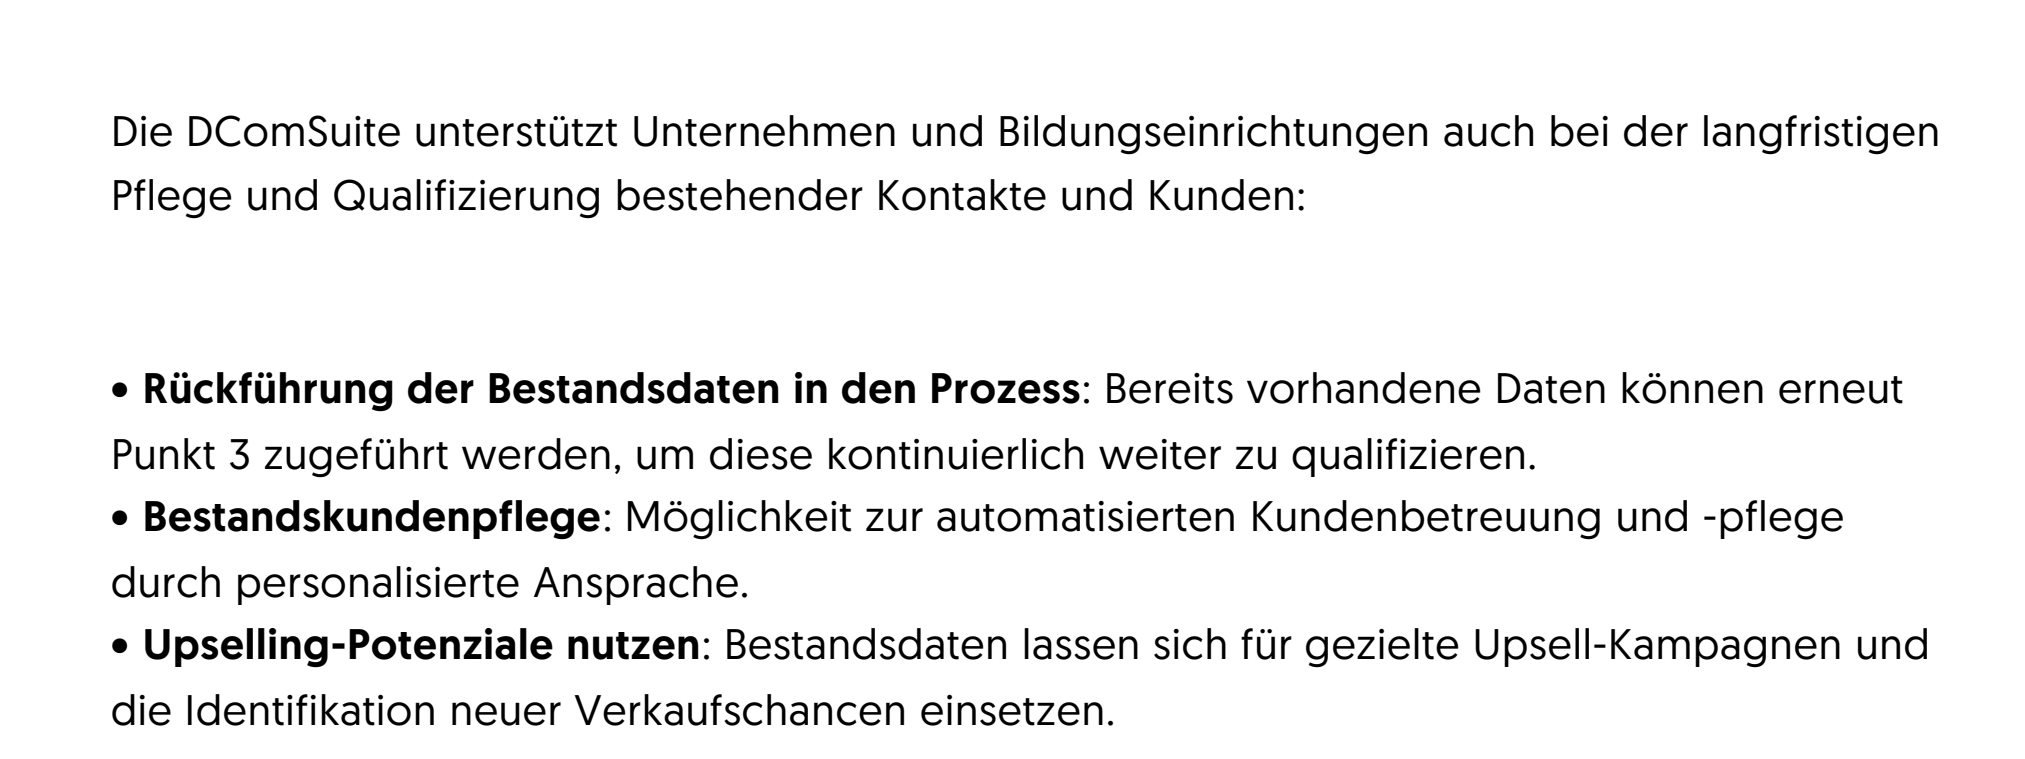 Die DComSuite unterstützt Unternehmen und Bildungseinrichtungen auch bei der langfristigen
Pflege und Qualifizierung bestehender Kontakte und Kunden:
• Rückführung der Bestandsdaten in den Prozess: Bereits vorhandene Daten können erneut
Punkt 3 zugeführt werden, um diese kontinuierlich weiter zu qualifizieren.
• Bestandskundenpflege: Möglichkeit zur automatisierten Kundenbetreuung und -pflege
durch personalisierte Ansprache.
• Upselling-Potenziale nutzen: Bestandsdaten lassen sich für gezielte Upsell-Kampagnen und
die Identifikation neuer Verkaufschancen einsetzen.